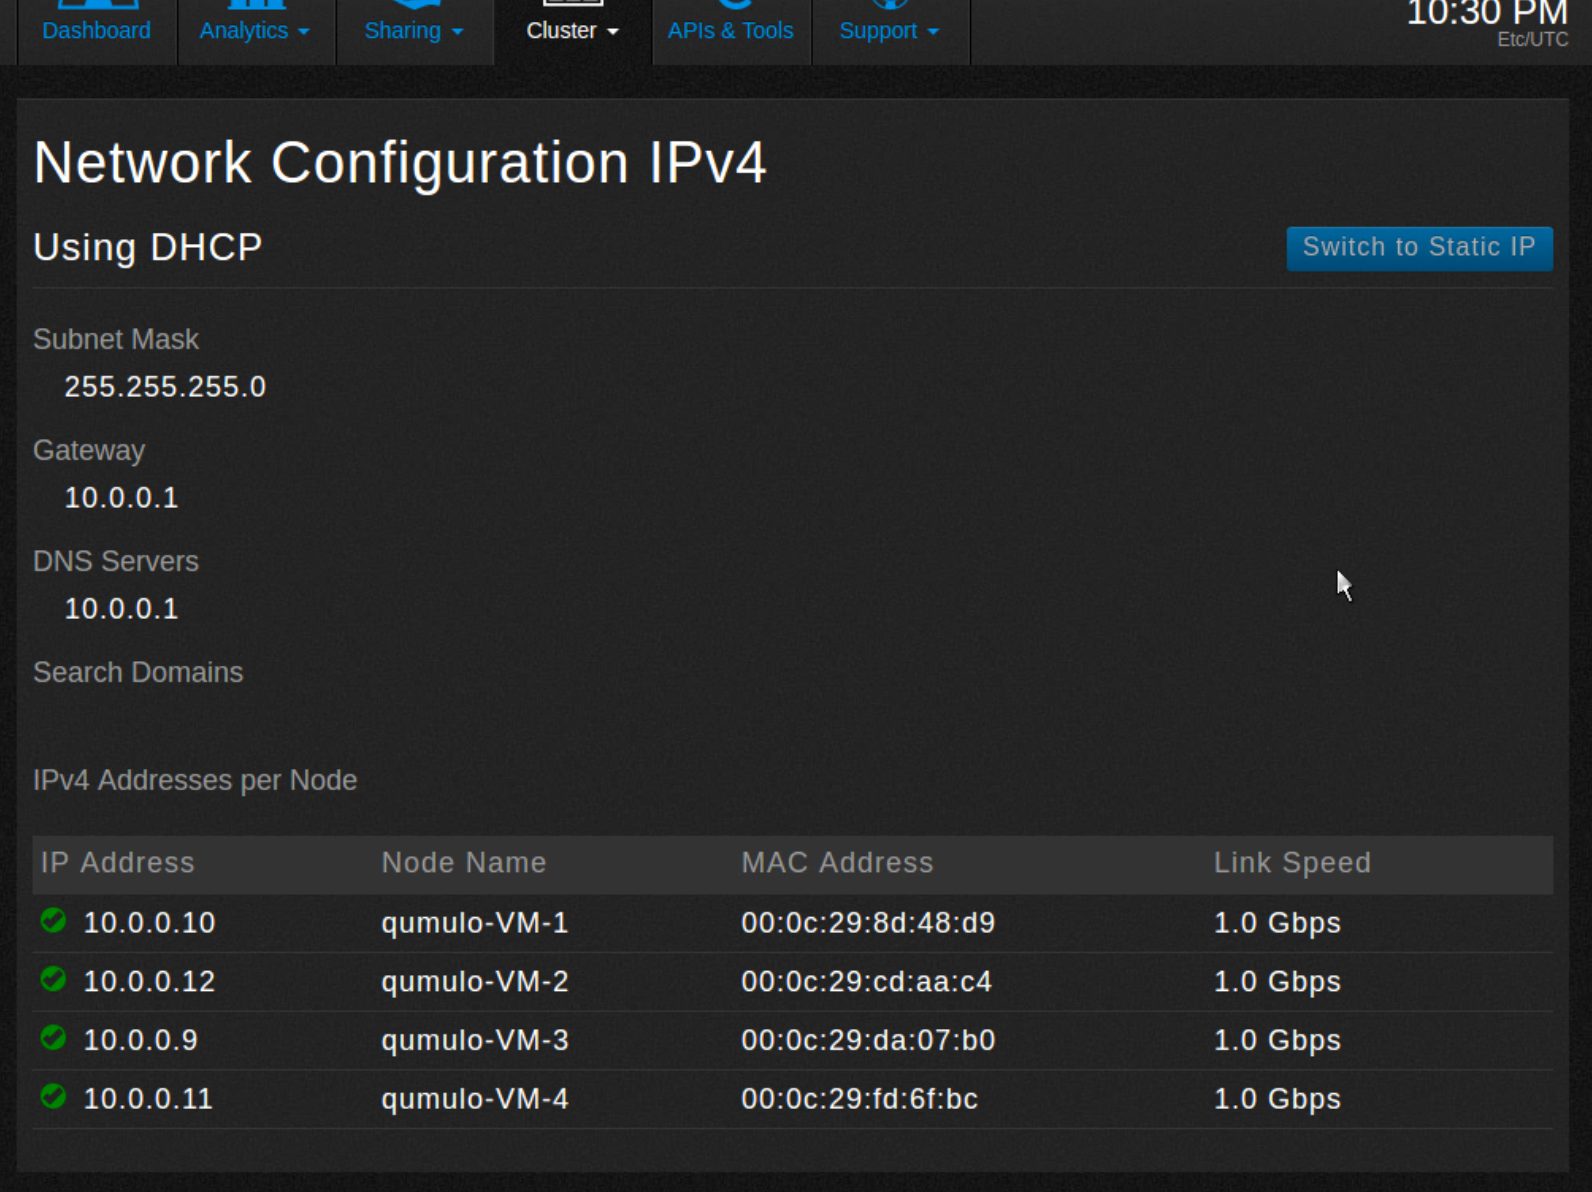 Dashboard Analytics Sharing Cluster APIs & Tools Support
10:30 PM
Etc/UTC
Network Configuration IPv4
Using DHCP
Switch to Static IP
Subnet Mask
255.255.255.0
Gateway
10.0.0.1
DNS Servers
10.0.0.1
Search Domains
IPv4 Addresses per Node
IP Address Node Name MAC Address Link Speed
10.0.0.10 qumulo-VM-1 00:0c:29:8d:48:d9 1.0 Gbps
10.0.0.12 qumulo-VM-2 00:0c:29:cd:aa:c4 1.0 Gbps
10.0.0.9 qumulo-VM-3 00:0c:29:da:07:b0 1.0 Gbps
10.0.0.11 qumulo-VM-4 00:0c:29:fd:6f:bc 1.0 Gbps